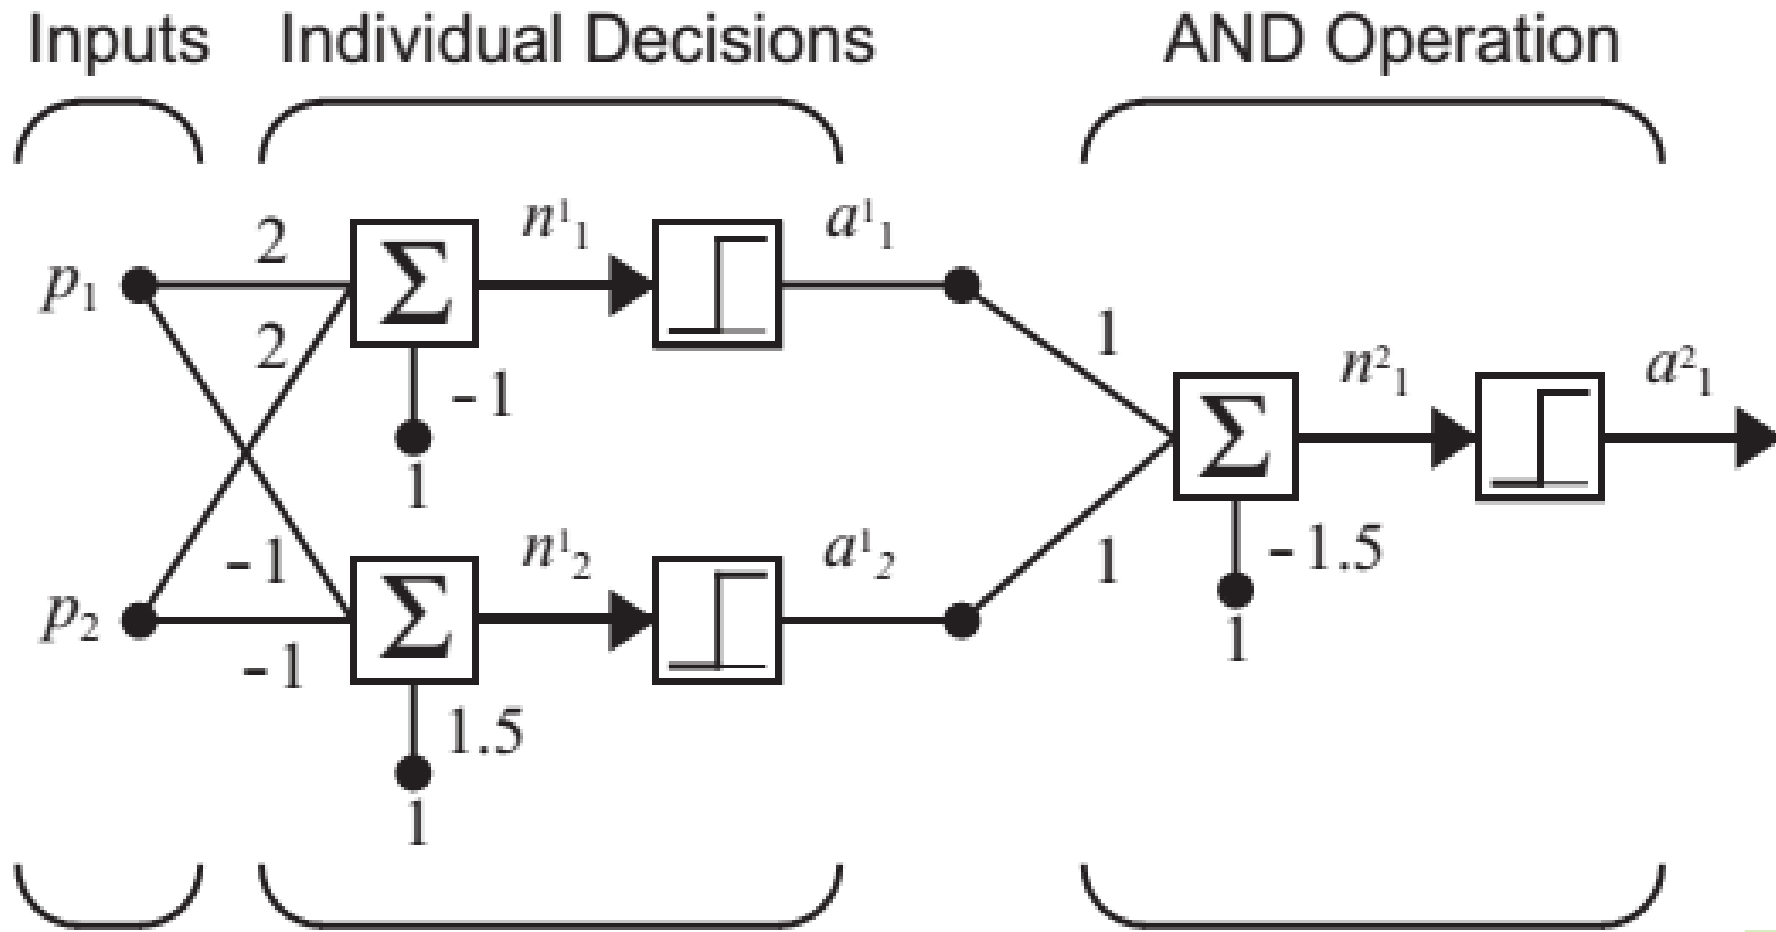 Inputs Individual Decisions AND Operation
p₁ 2 Σ n¹₁ a¹₁
2
-1
1
1
Σ n²₁ a²₁
-1.5
1
-1
p₂ -1 Σ n¹₂ a¹₂
1
1.5
1